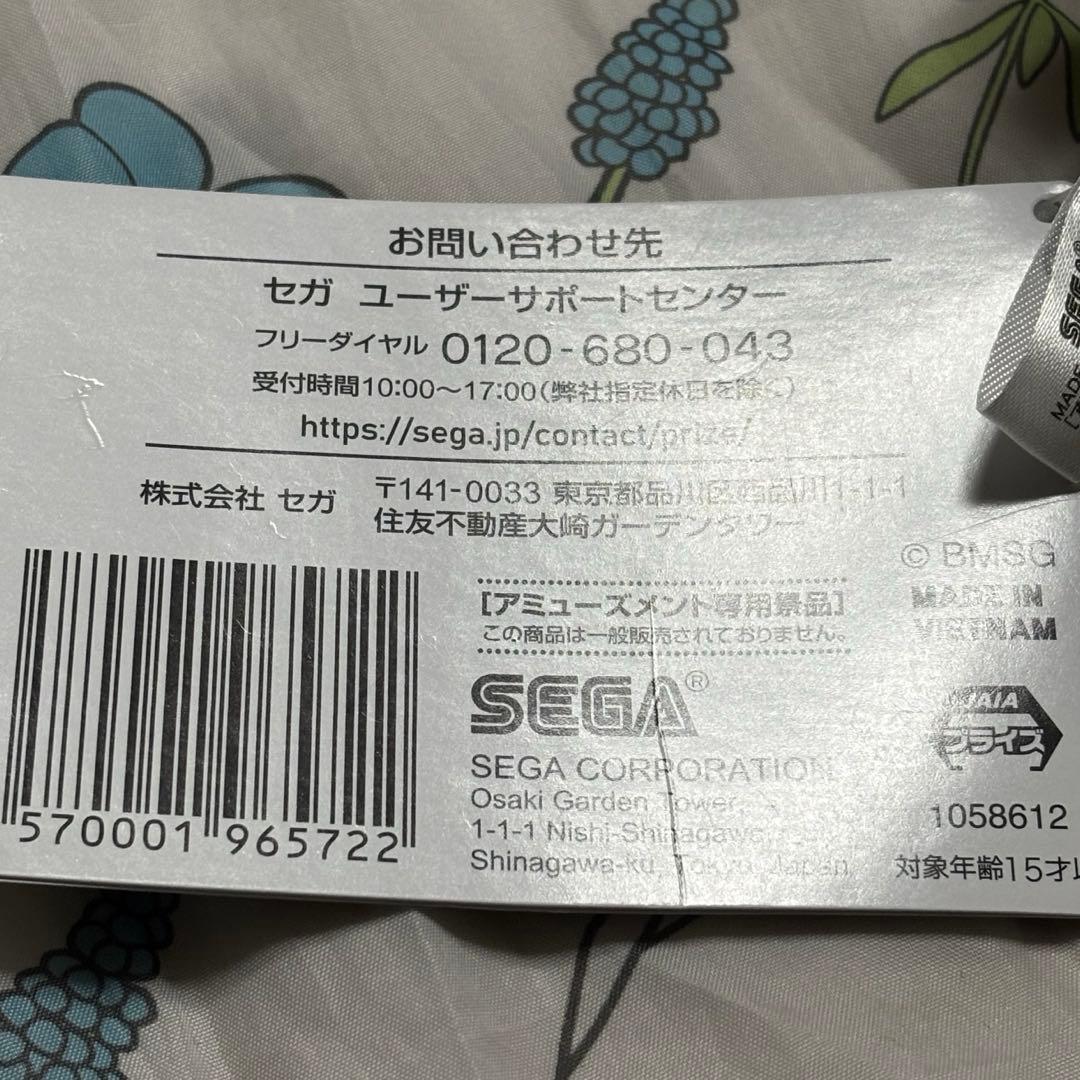 お問い合わせ先
セガ ユーザーサポートセンター
フリーダイヤル 0120-680-043
受付時間10:00〜17:00(弊社指定休日を除く)
https://sega.jp/contact/prize/
株式会社 セガ
〒141-0033 東京都品川区西品川1-1-1
住友不動産大崎ガーデンタワー
© BMSG
MADE IN
VIETNAM
[アミューズメント専用景品]
この商品は一般販売されておりません。
SEGA®
SEGA CORPORATION
Osaki Garden Tower,
1-1-1 Nishi-Shinagawa,
Shinagawa-ku, Tokyo, Japan
JAIA
プライズ
1058612
対象年齢15才以
570001 965722
SEGA®
MADE